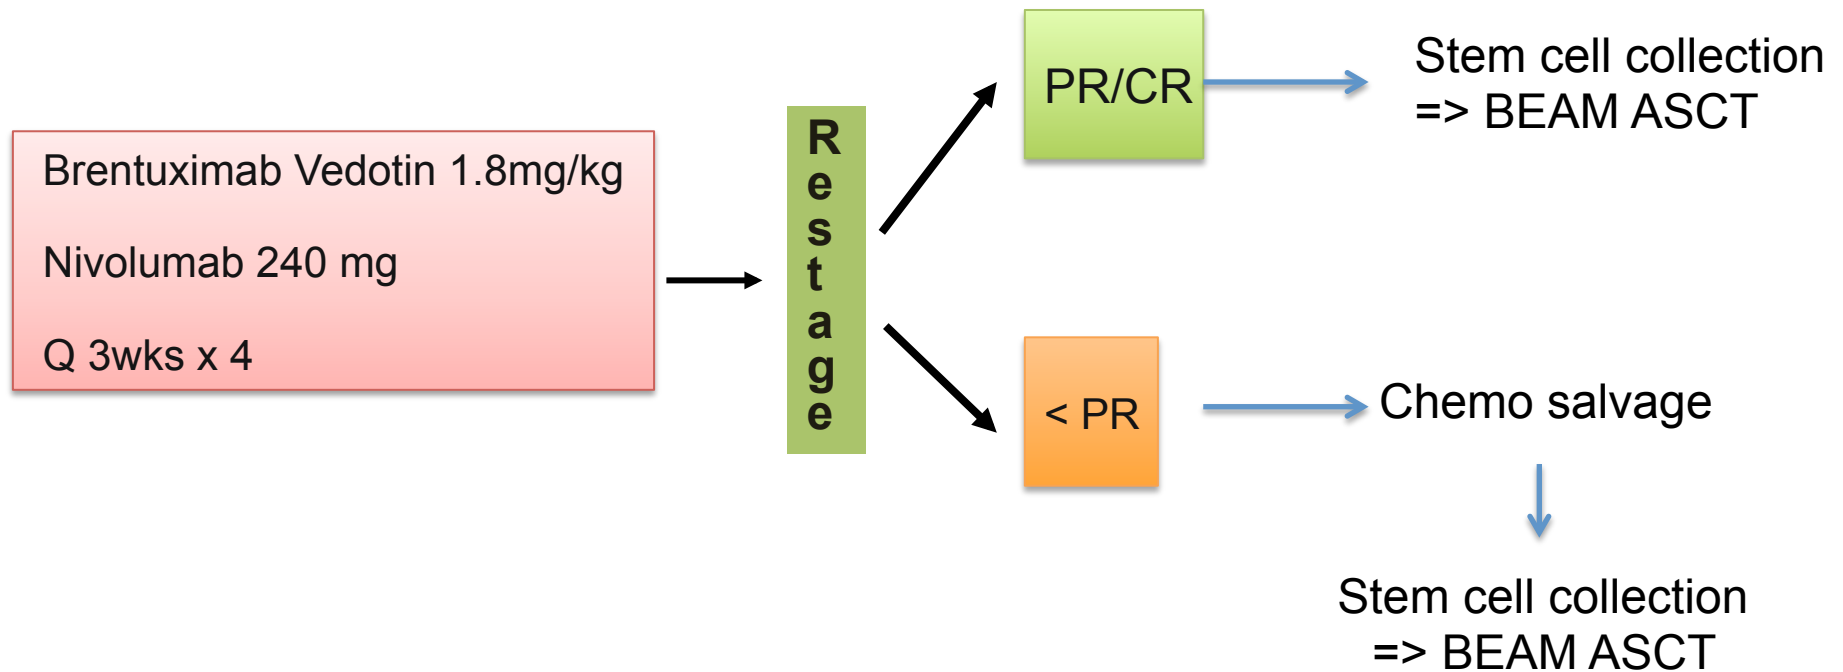 Brentuximab Vedotin 1.8mg/kg
Nivolumab 240 mg
Q 3wks x 4
Restage
PR/CR
Stem cell collection
=> BEAM ASCT
< PR
Chemo salvage
Stem cell collection
=> BEAM ASCT